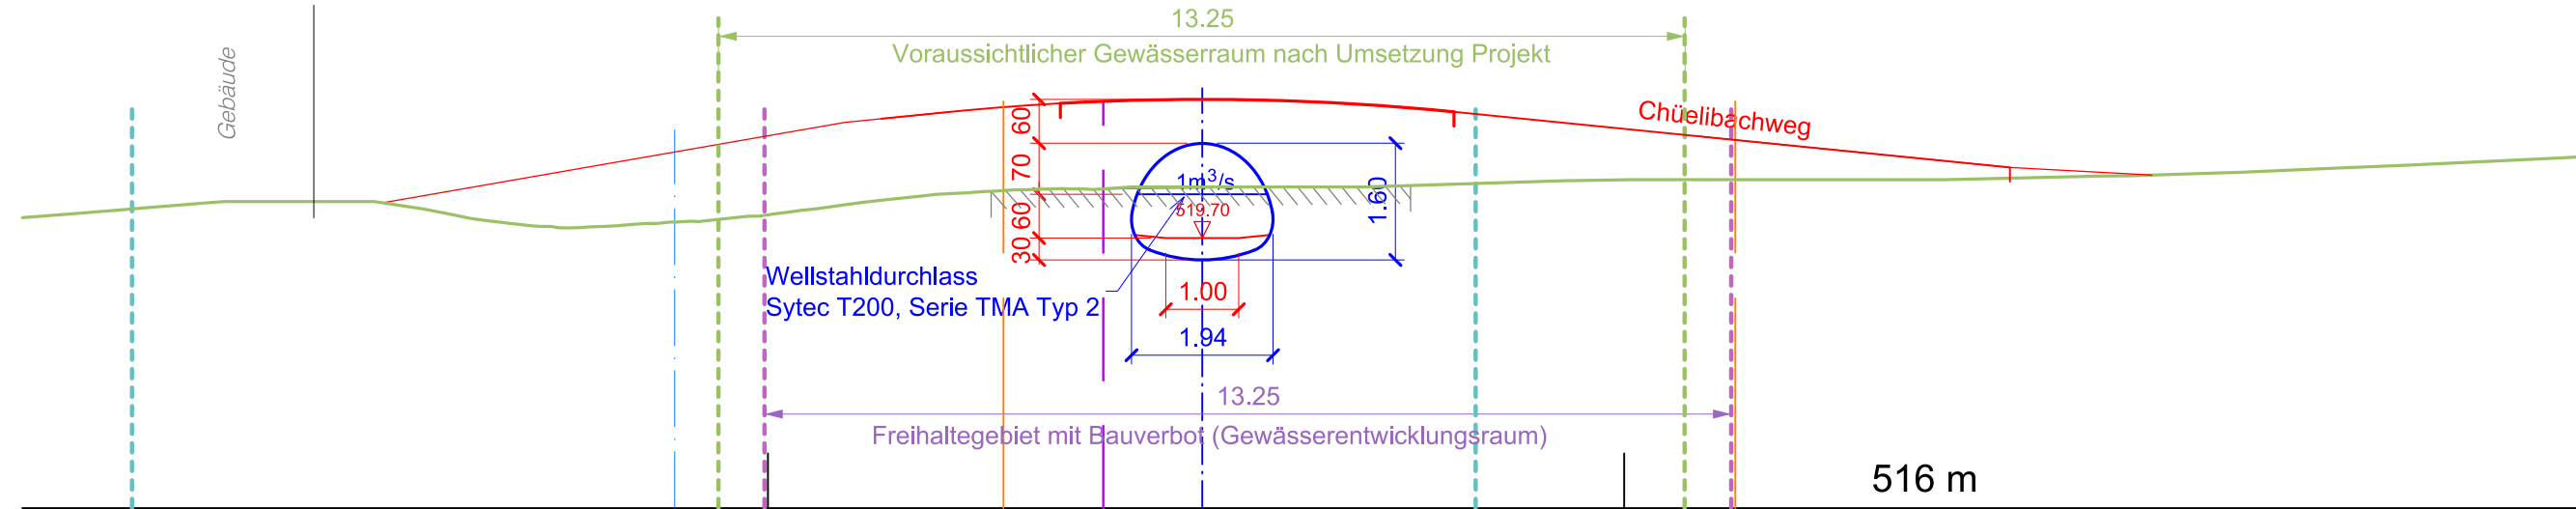 13.25
Voraussichtlicher Gewässerraum nach Umsetzung Projekt
Gebäude
Chüelibachweg
60
70
60
30
1m³/s
519.70
1.60
Wellstahldurchlass
Sytec T200, Serie TMA Typ 2
1.00
1.94
13.25
Freihaltegebiet mit Bauverbot (Gewässerentwicklungsraum)
516 m